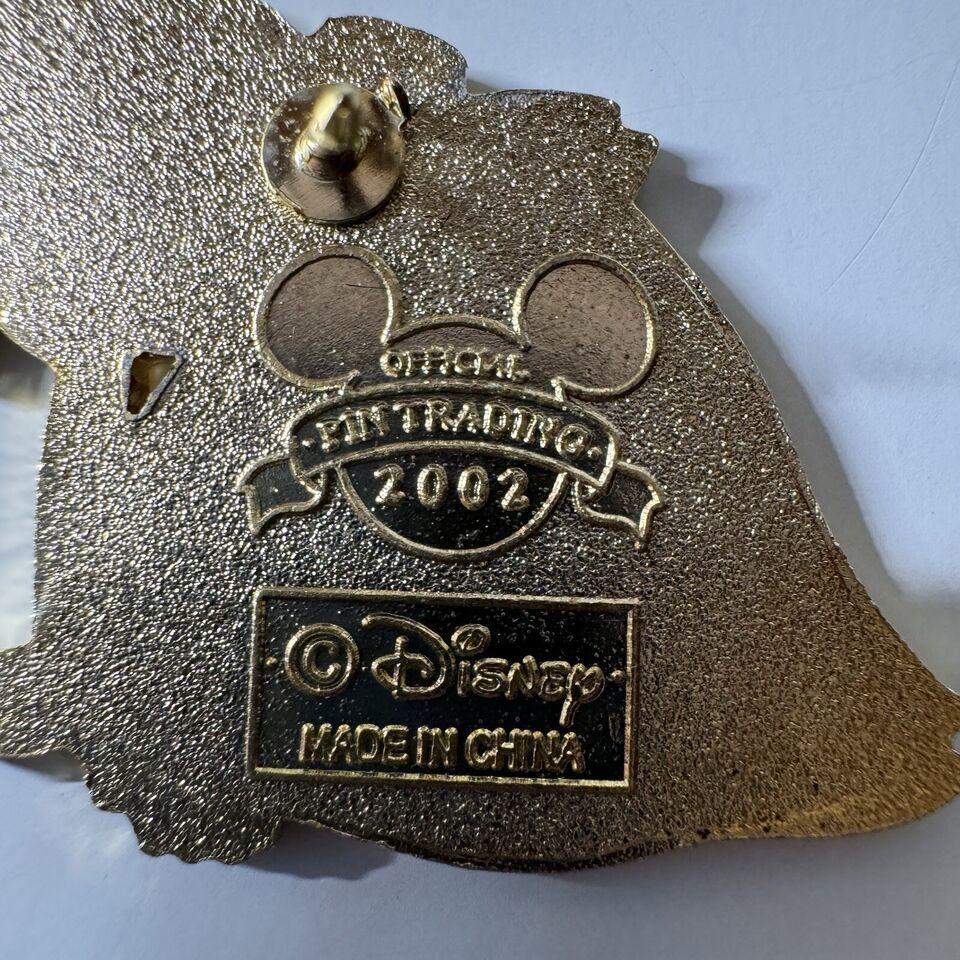 OFFICIAL
·PIN TRADING·
2002
© Disney
MADE IN CHINA